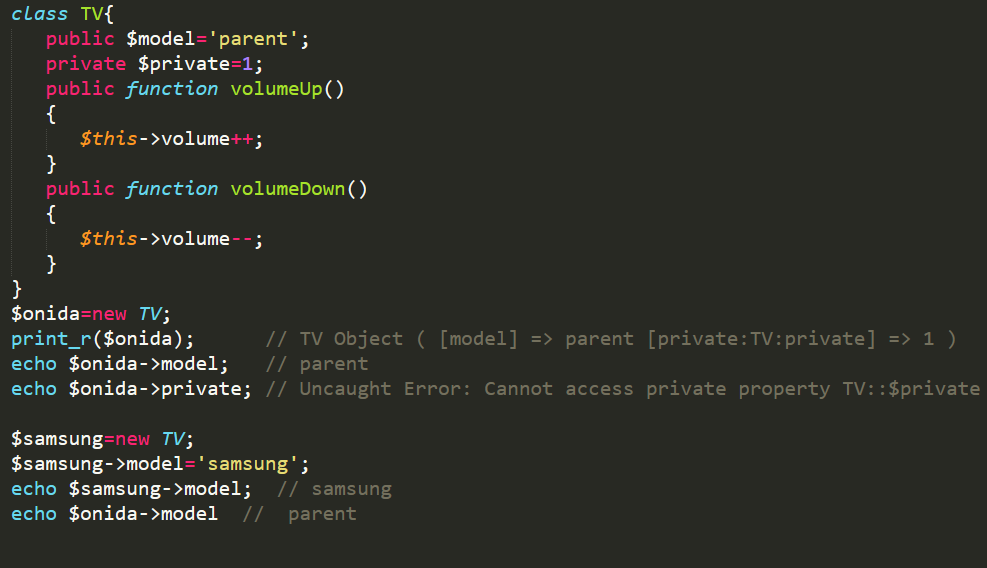 class TV{
   public $model='parent';
   private $private=1;
   public function volumeUp()
   {
      $this->volume++;
   }
   public function volumeDown()
   {
      $this->volume--;
   }
}
$onida=new TV;
print_r($onida);      // TV Object ( [model] => parent [private:TV:private] => 1 )
echo $onida->model;   // parent
echo $onida->private; // Uncaught Error: Cannot access private property TV::$private

$samsung=new TV;
$samsung->model='samsung';
echo $samsung->model;  // samsung
echo $onida->model  //  parent